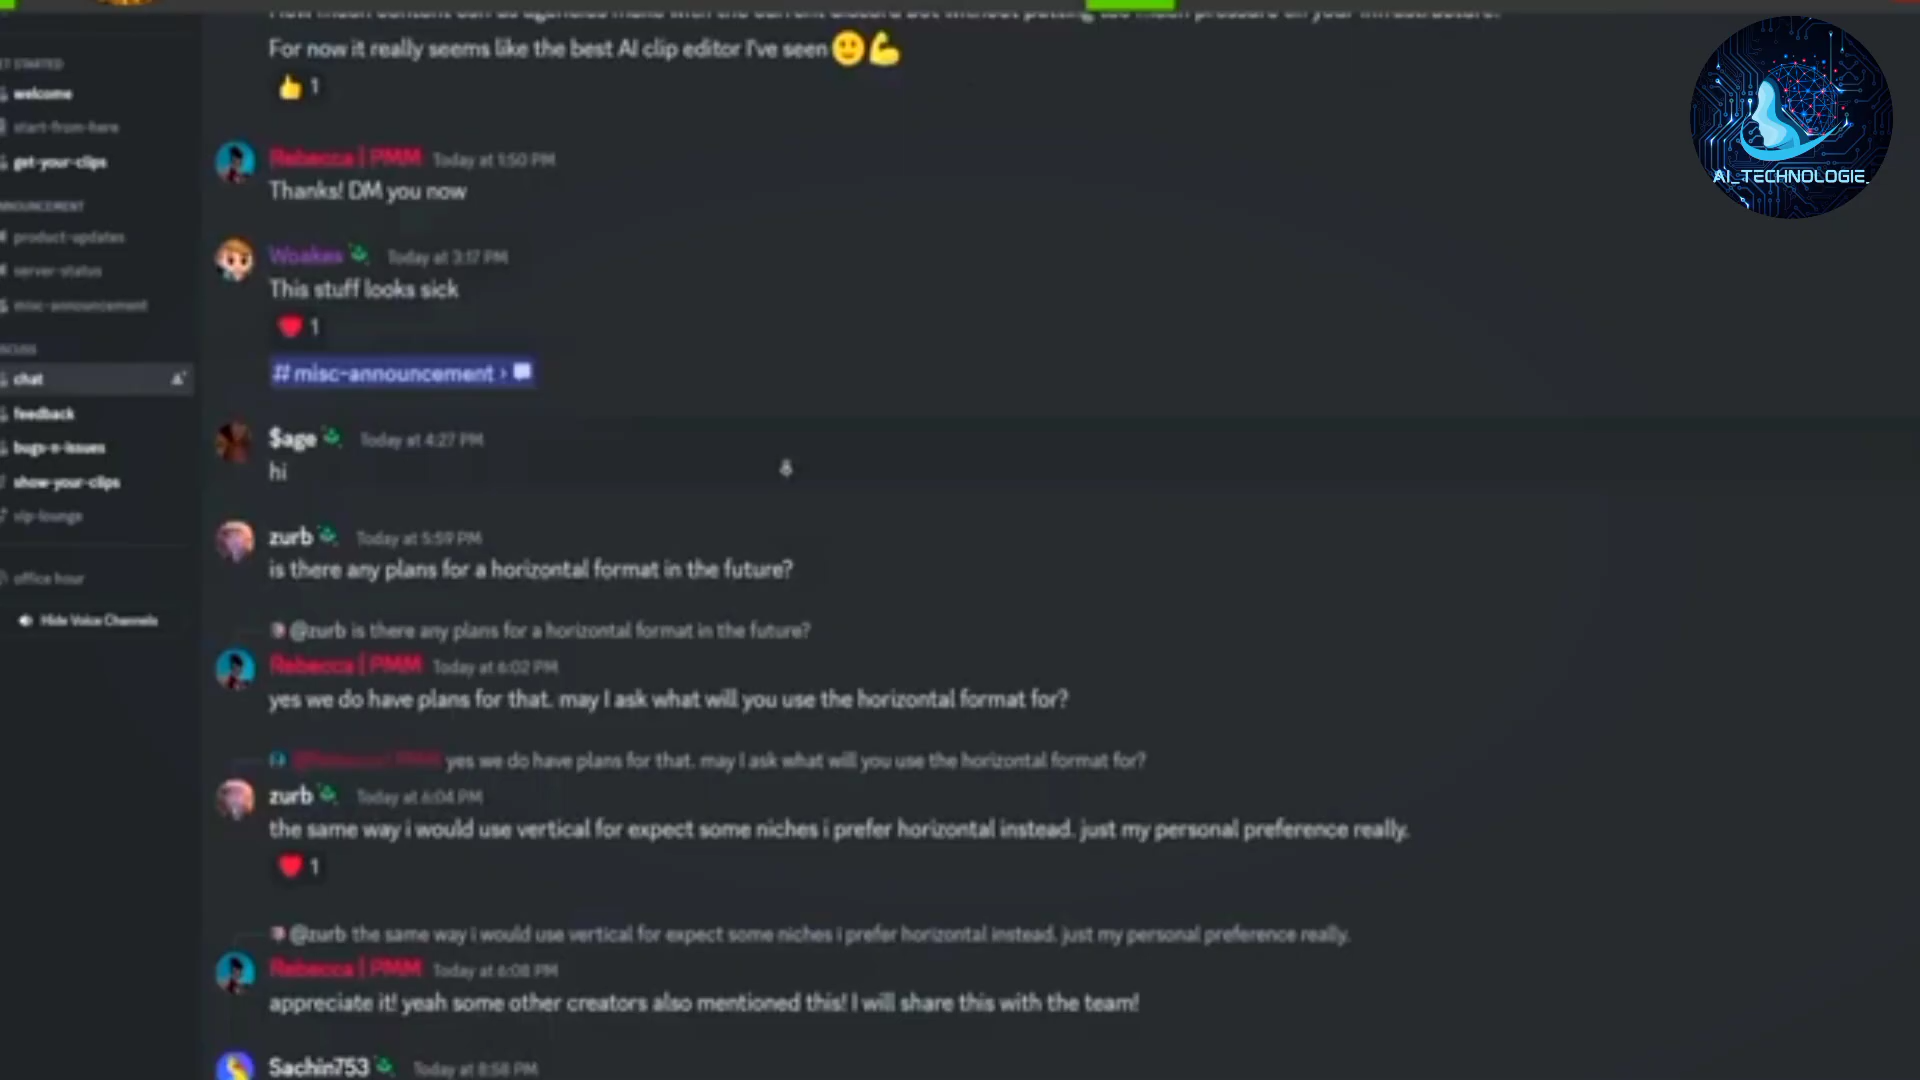 For now it really seems like the best AI clip editor I've seen 🙂💪
👍 1
AI_TECHNOLOGIE_
welcome
start-from-here
get-your-clips
product-updates
server-status
misc-announcement
chat
feedback
bugs-n-issues
show-your-clips
vip-lounge
office hour
Hide Voice Channels
Rebecca | PMM Today at 1:50 PM
Thanks! DM you now
Woakes Today at 3:17 PM
This stuff looks sick
❤️ 1
# misc-announcement ›
$age Today at 4:27 PM
hi
zurb Today at 5:59 PM
is there any plans for a horizontal format in the future?
@zurb is there any plans for a horizontal format in the future?
Rebecca | PMM Today at 6:02 PM
yes we do have plans for that. may I ask what will you use the horizontal format for?
@Rebecca | PMM yes we do have plans for that. may I ask what will you use the horizontal format for?
zurb Today at 6:04 PM
the same way i would use vertical for expect some niches i prefer horizontal instead. just my personal preference really.
❤️ 1
@zurb the same way i would use vertical for expect some niches i prefer horizontal instead. just my personal preference really.
Rebecca | PMM Today at 6:08 PM
appreciate it! yeah some other creators also mentioned this! I will share this with the team!
Sachin753 Today at 8:58 PM